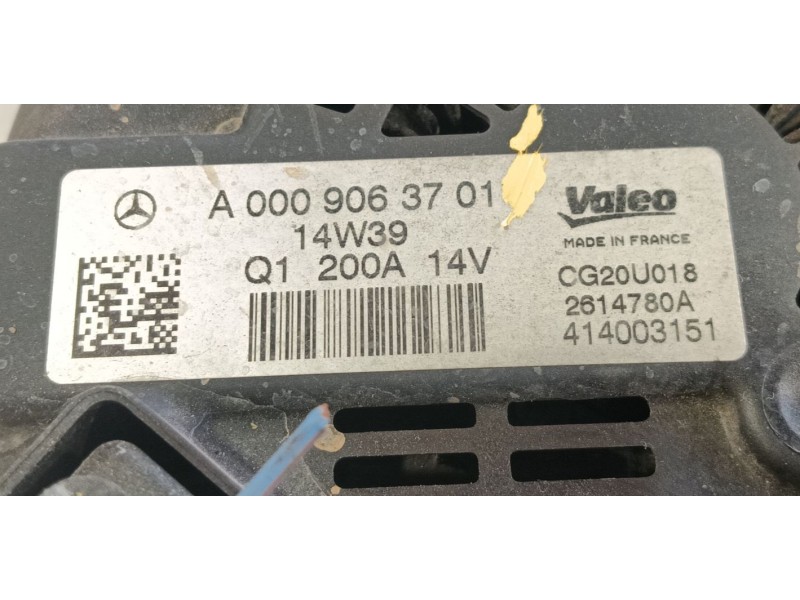 A 000 906 37 01
14W39
Q1 200A 14V
Valeo
MADE IN FRANCE
CG20U018
2614780A
414003151